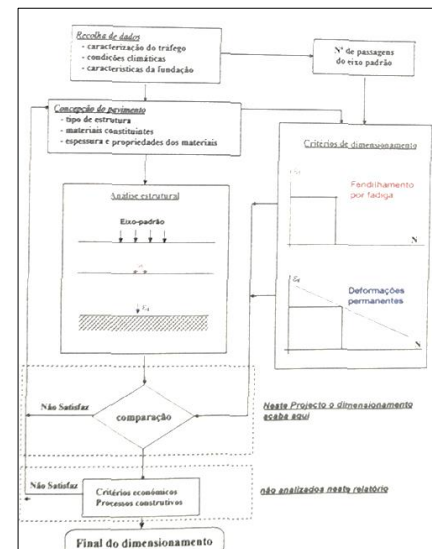 Recolha de dados
- caracterização do tráfego
- condições climáticas
- características da fundação
Nº de passagens
do eixo padrão
Concepção de pavimento
- tipo de estrutura
- materiais constituintes
- espessura e propriedades dos materiais
Critérios de dimensionamento
Fendilhamento
por fadiga
N
Deformações
permanentes
N
Análise estrutural
Eixo-padrão
Não Satisfaz
comparação
Neste Projecto o dimensionamento
acaba aqui
Não Satisfaz
Critérios económicos
Processos construtivos
não analizados neste relatório
Final do dimensionamento